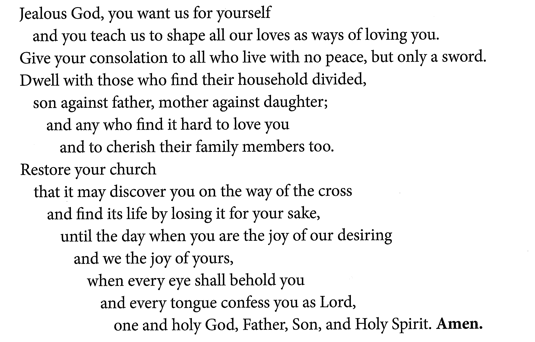 Jealous God, you want us for yourself
and you teach us to shape all our loves as ways of loving you.
Give your consolation to all who live with no peace, but only a sword.
Dwell with those who find their household divided,
son against father, mother against daughter;
and any who find it hard to love you
and to cherish their family members too.
Restore your church
that it may discover you on the way of the cross
and find its life by losing it for your sake,
until the day when you are the joy of our desiring
and we the joy of yours,
when every eye shall behold you
and every tongue confess you as Lord,
one and holy God, Father, Son, and Holy Spirit. Amen.